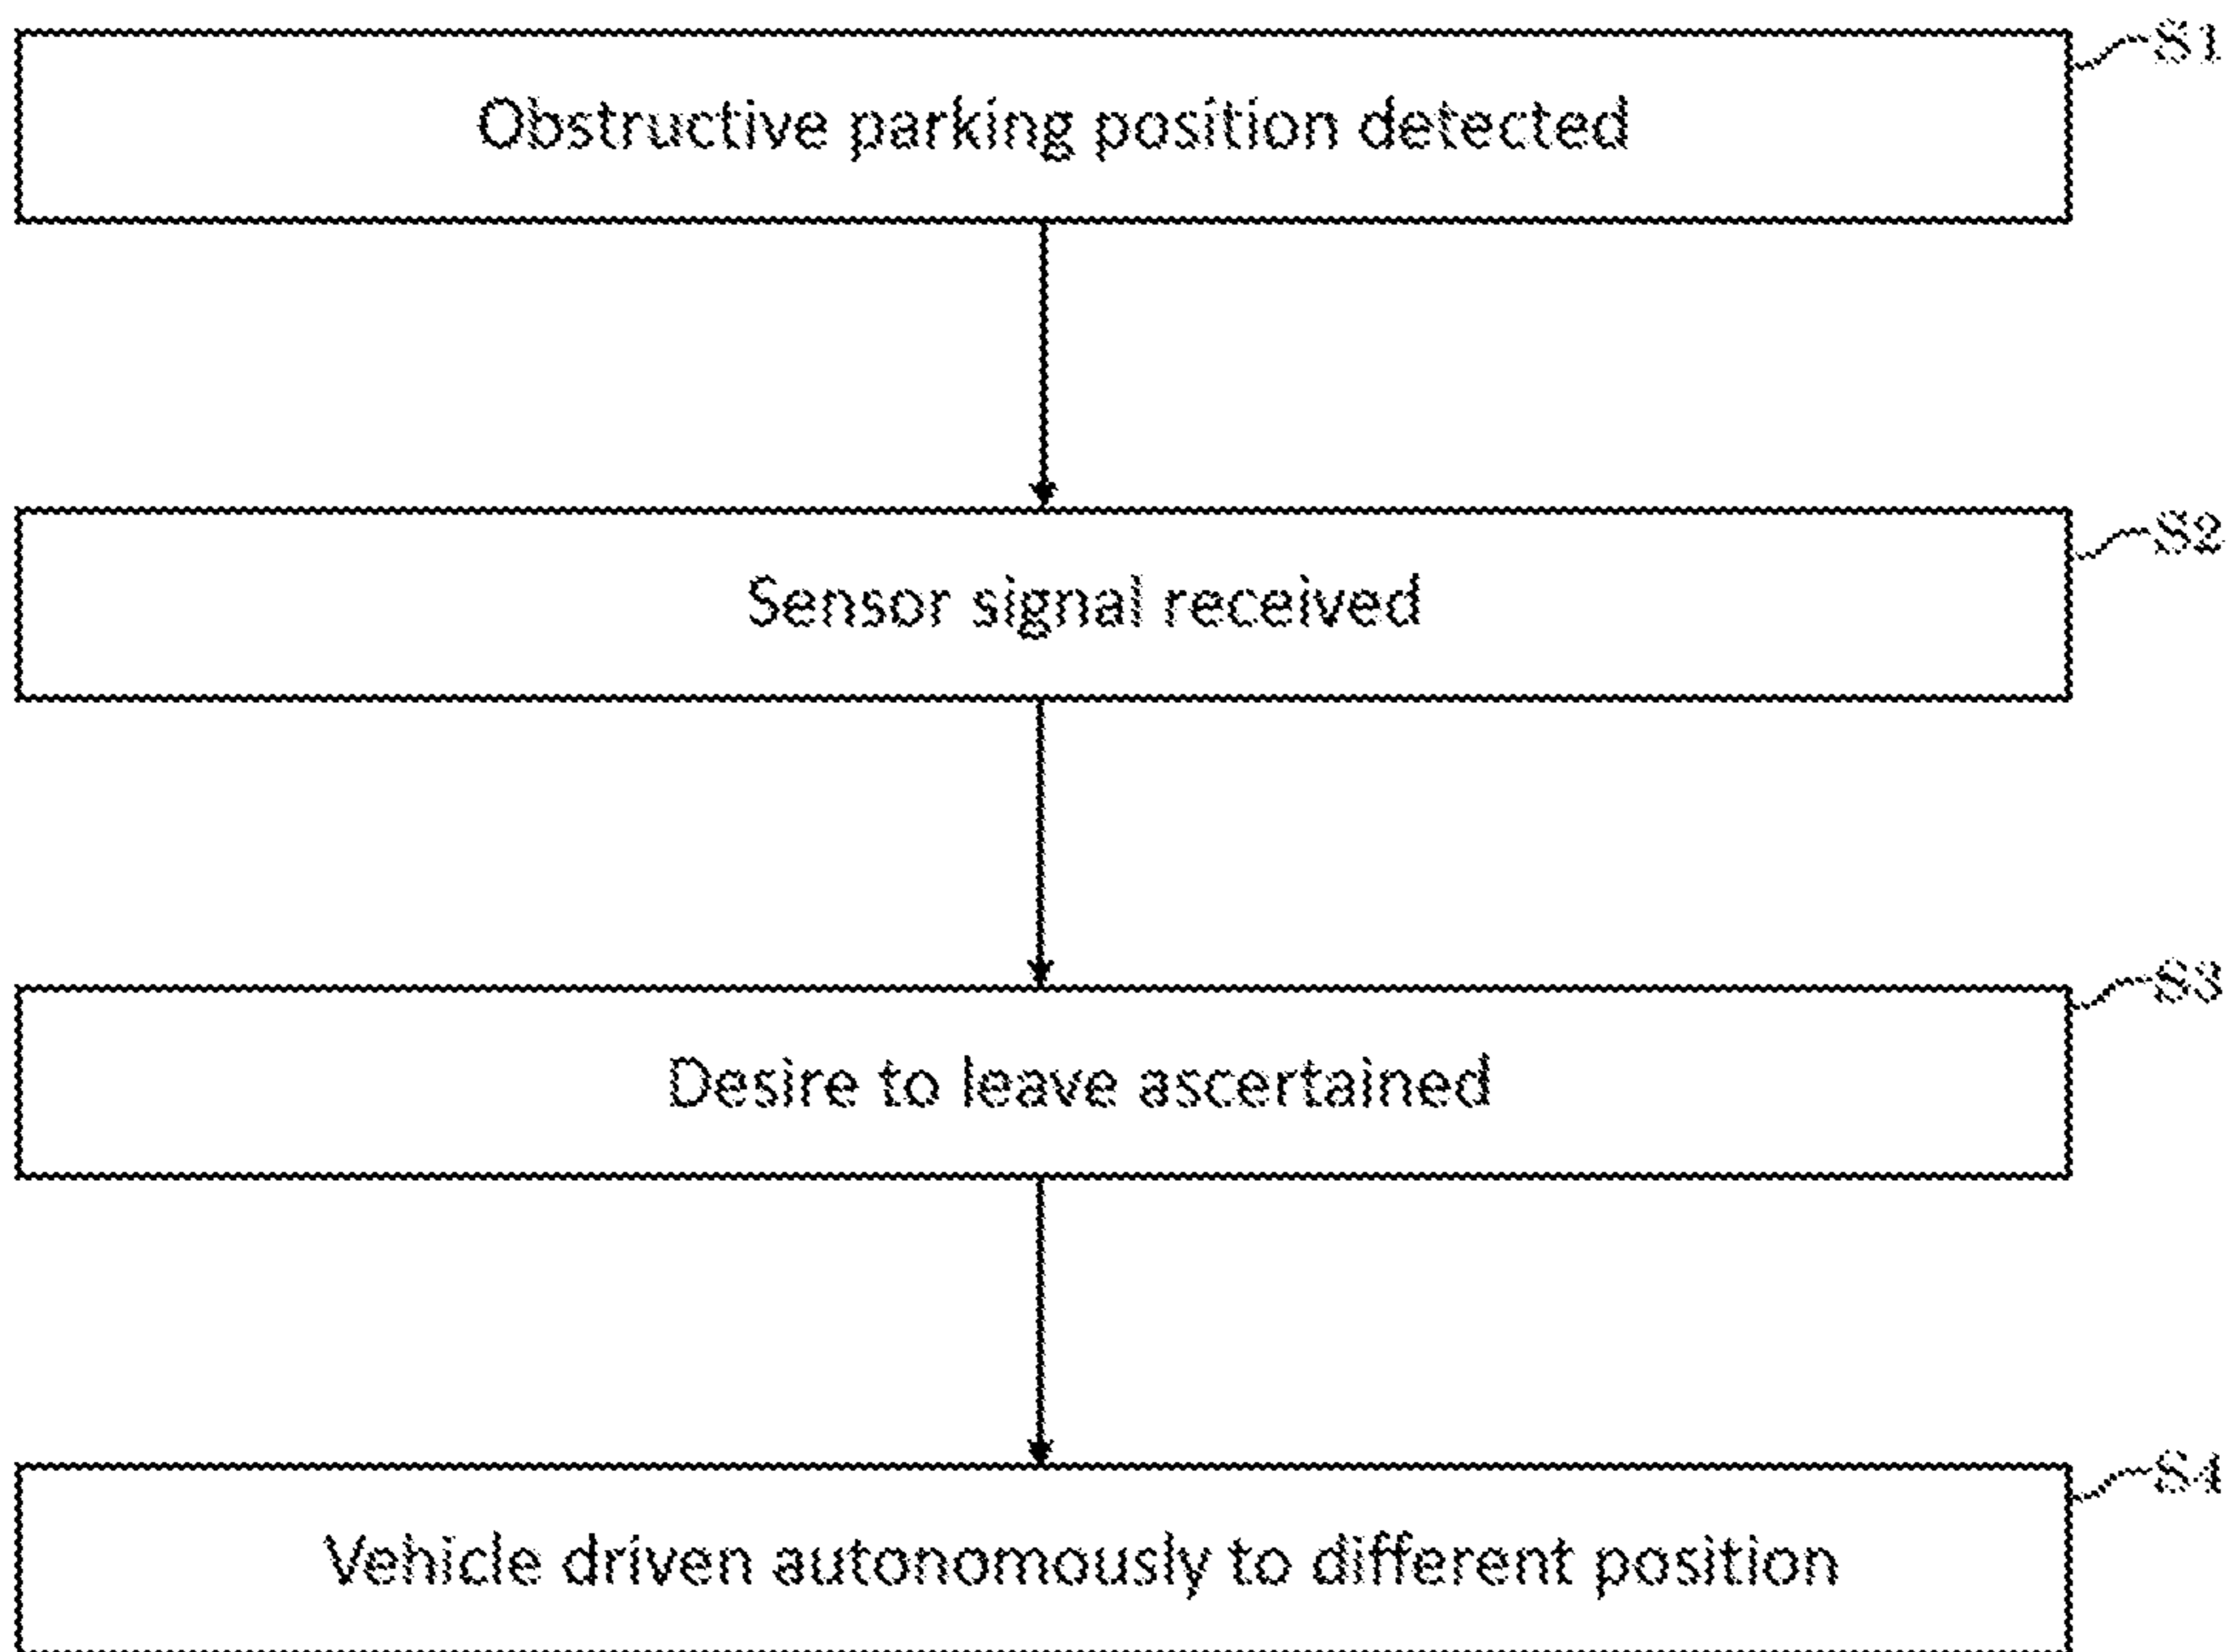 S1
Obstructive parking position detected
S2
Sensor signal received
S3
Desire to leave ascertained
S4
Vehicle driven autonomously to different position